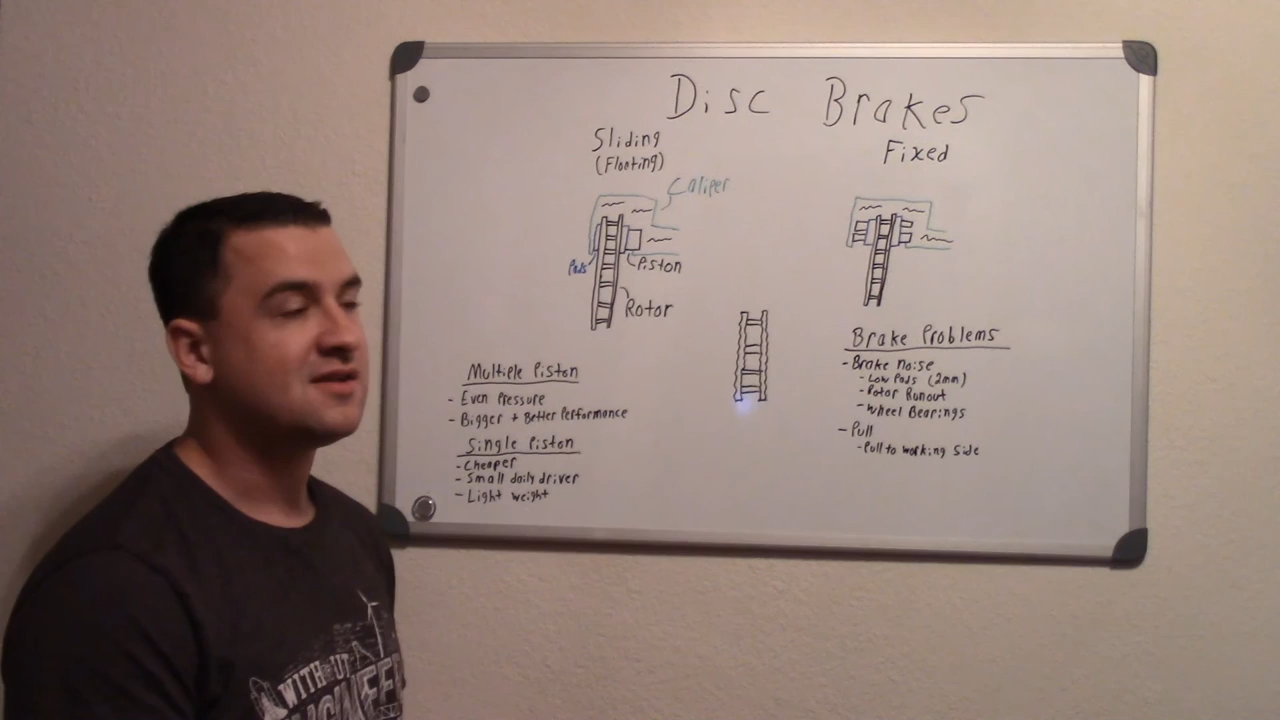 Disc Brakes
Sliding
(Floating)
Caliper
Pads
Piston
Rotor
Fixed
Multiple Piston
- Even Pressure
- Bigger + Better Performance
Single Piston
- Cheaper
- Small daily driver
- Light weight
Brake Problems
- Brake noise
- Low Pads (2mm)
- Rotor Runout
- Wheel Bearings
- Pull
- Pull to working side
WITHOUT